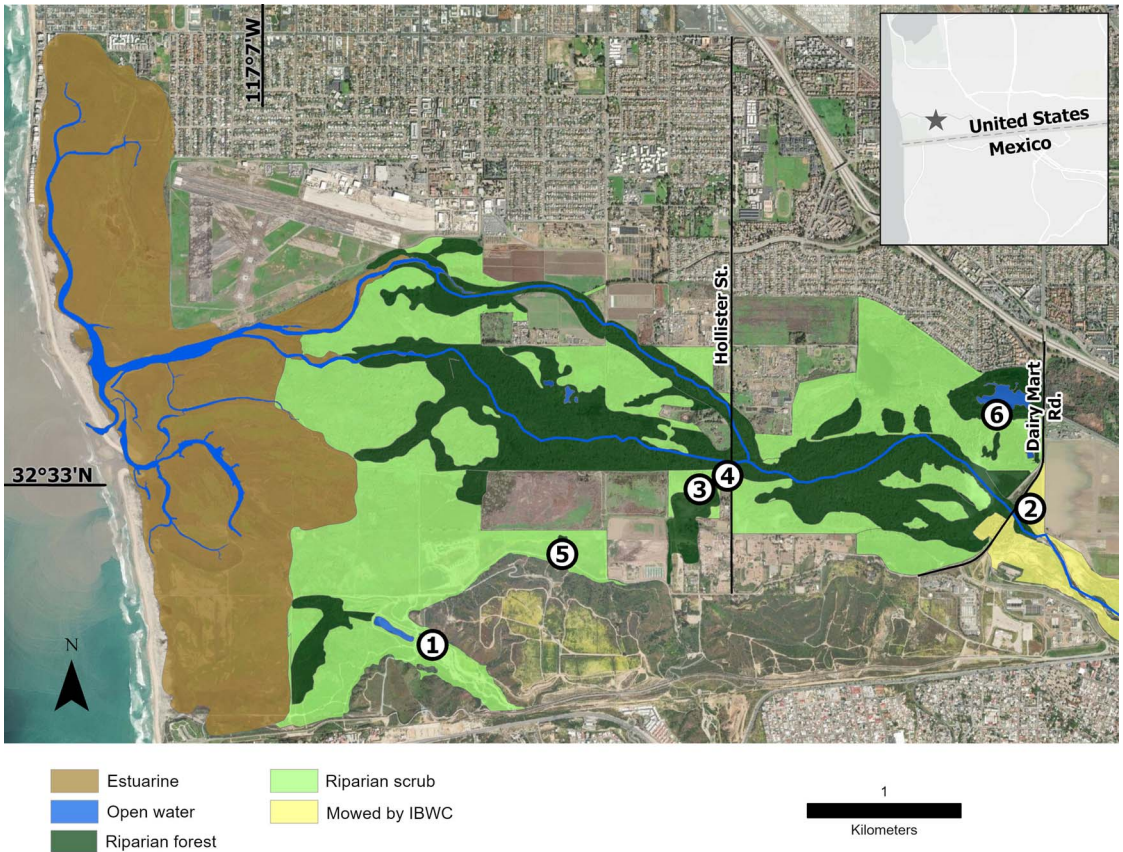 117°7'W
United States
Mexico
Hollister St.
Dairy Mart
Rd.
6
32°33'N
4
3
2
5
1
N
Estuarine
Riparian scrub
1
Open water
Mowed by IBWC
Kilometers
Riparian forest